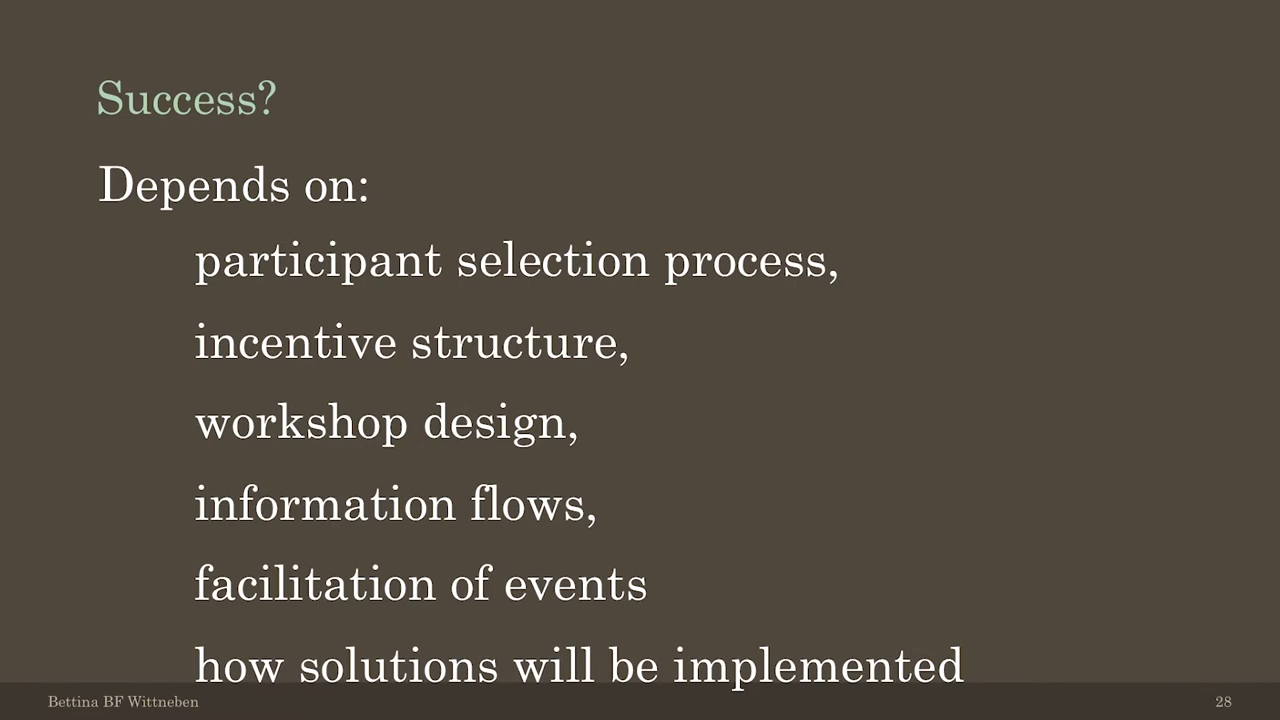 Success?
Depends on:
participant selection process,
incentive structure,
workshop design,
information flows,
facilitation of events
how solutions will be implemented
Bettina BF Wittneben
28